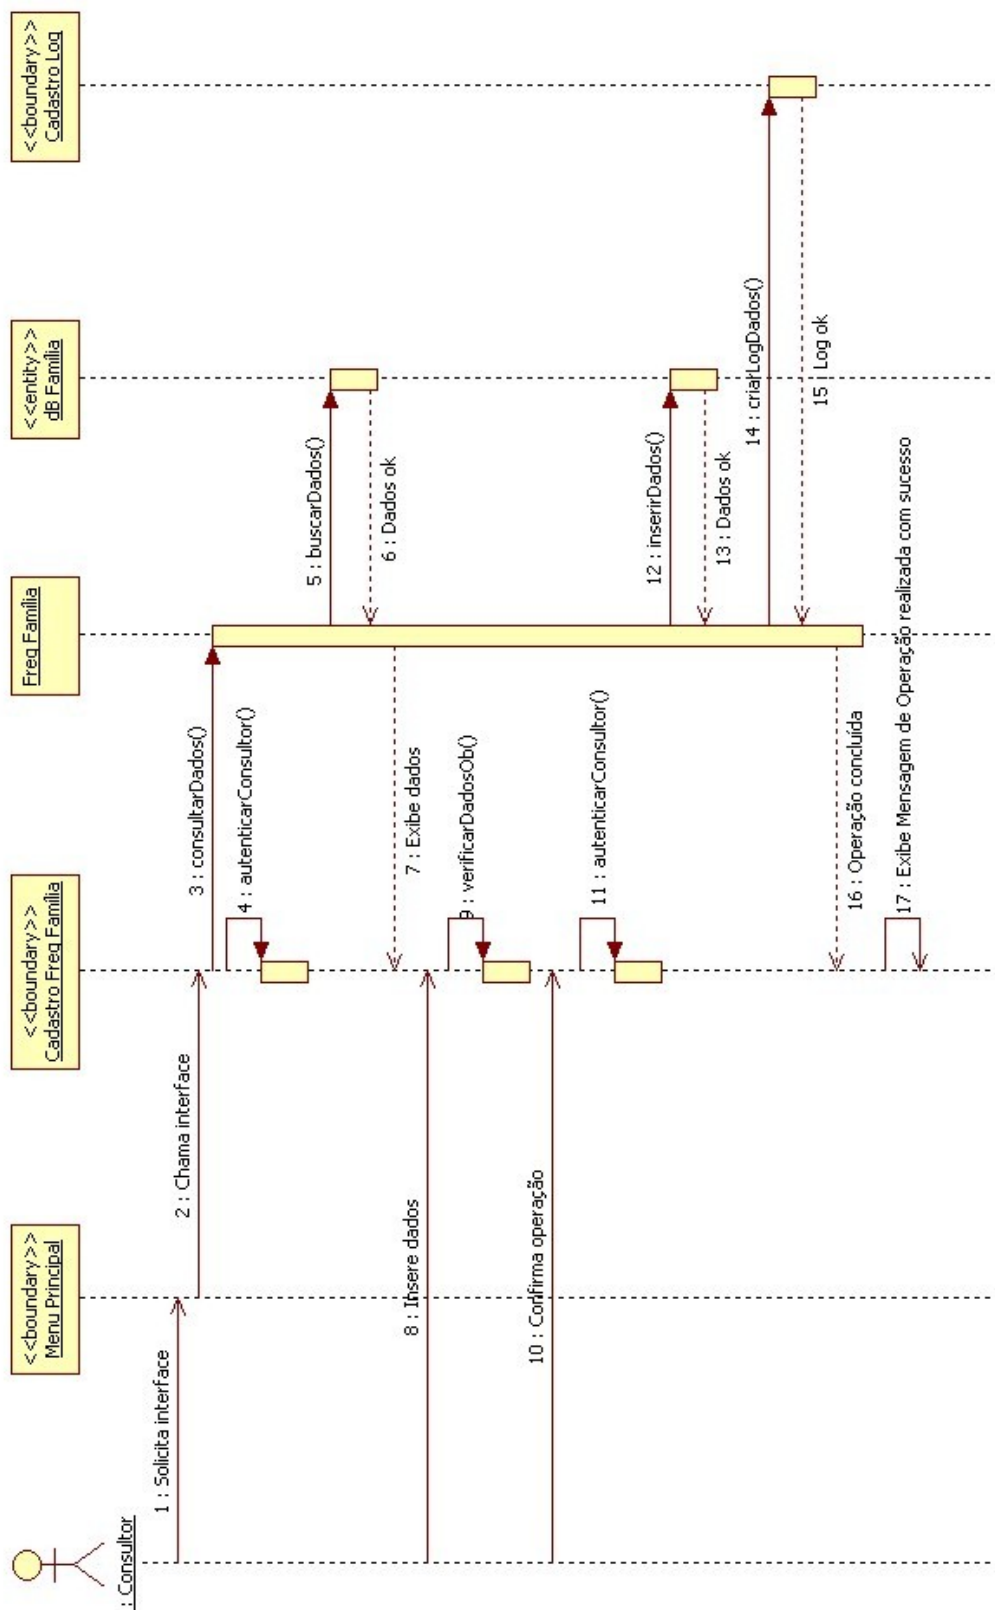 : Consultor
<<boundary>>
Menu Principal
<<boundary>>
Cadastro Freq Família
Freq Família
<<entity>>
dB Família
<<boundary>>
Cadastro Log
1 : Solicita interface
2 : Chama interface
3 : consultarDados()
4 : autenticarConsultor()
5 : buscarDados()
6 : Dados ok
7 : Exibe dados
8 : Insere dados
9 : verificarDadosOb()
10 : Confirma operação
11 : autenticarConsultor()
12 : inserirDados()
13 : Dados ok
14 : criarLogDados()
15 : Log ok
16 : Operação concluída
17 : Exibe Mensagem de Operação realizada com sucesso